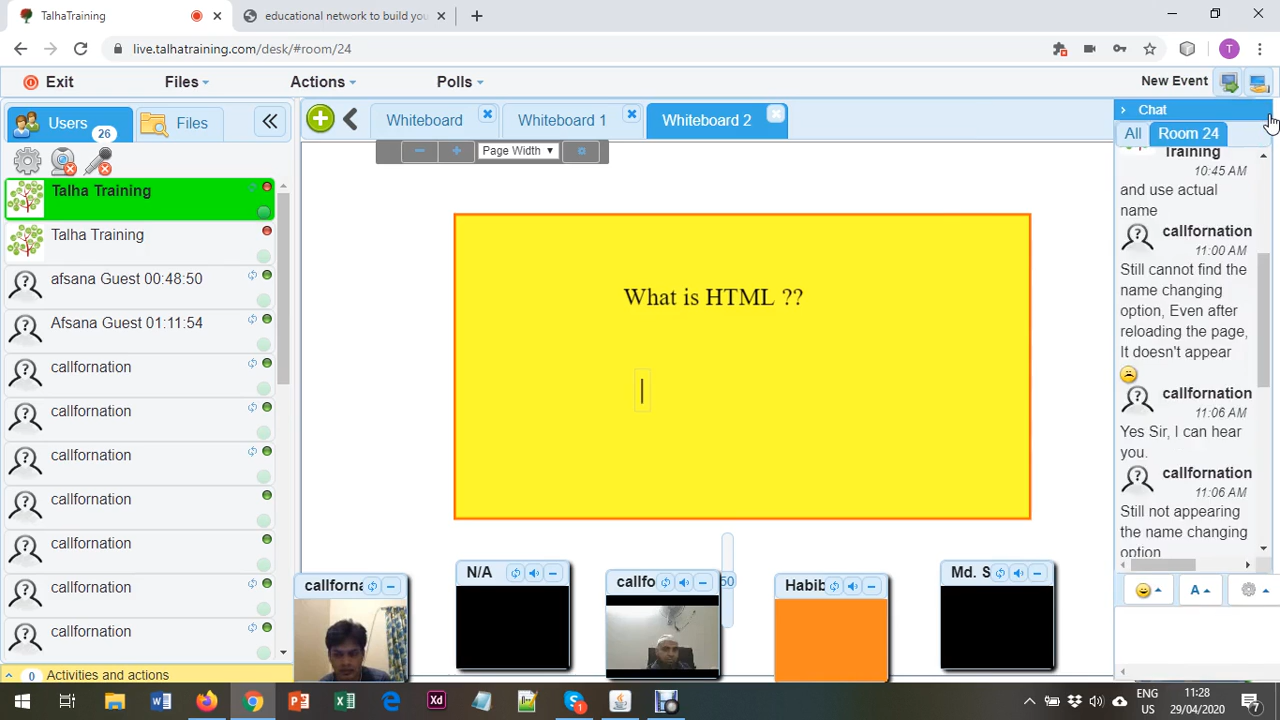 TalhaTraining
educational network to build you
live.talhatraining.com/desk/#room/24
T
Exit
Files
Actions
Polls
New Event
Users
26
Files
Whiteboard
Whiteboard 1
Whiteboard 2
Page Width
Talha Training
Talha Training
afsana Guest 00:48:50
Afsana Guest 01:11:54
callfornation
callfornation
callfornation
callfornation
callfornation
callfornation
callfornation
0 Activities and actions
What is HTML ??
50
callforna
N/A
callfo
Habib
Md. S
Chat
All
Room 24
Training
10:45 AM
and use actual
name
callfornation
11:00 AM
Still cannot find the
name changing
option, Even after
reloading the page,
It doesn't appear
callfornation
11:06 AM
Yes Sir, I can hear
you.
callfornation
11:06 AM
Still not appearing
the name changing
option
A
Xd
1
ENG
US
11:28
29/04/2020
7